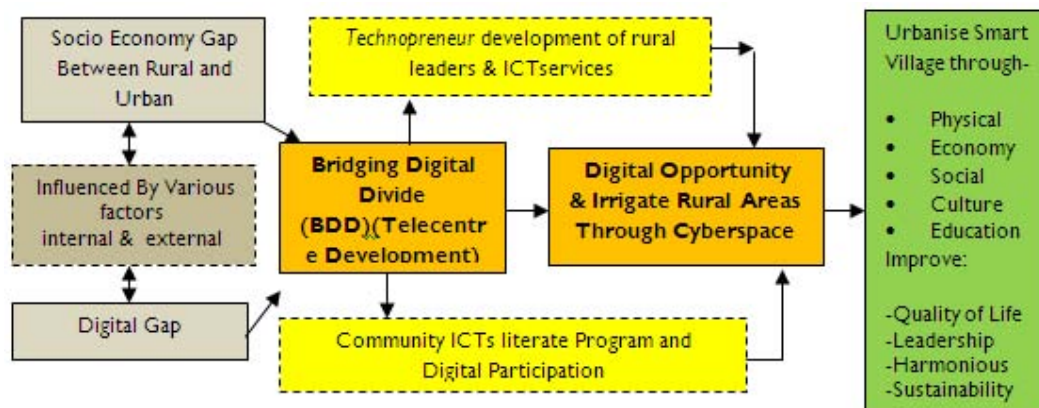 Socio Economy Gap
Between Rural and
Urban
Influenced By Various
factors
internal & external
Digital Gap
Technopreneur development of rural
leaders & ICTservices
Bridging Digital
Divide
(BDD)(Telecentr
e Development)
Community ICTs literate Program and
Digital Participation
Digital Opportunity
& Irrigate Rural Areas
Through Cyberspace
Urbanise Smart
Village through-
• Physical
• Economy
• Social
• Culture
• Education
Improve:
-Quality of Life
-Leadership
-Harmonious
-Sustainability